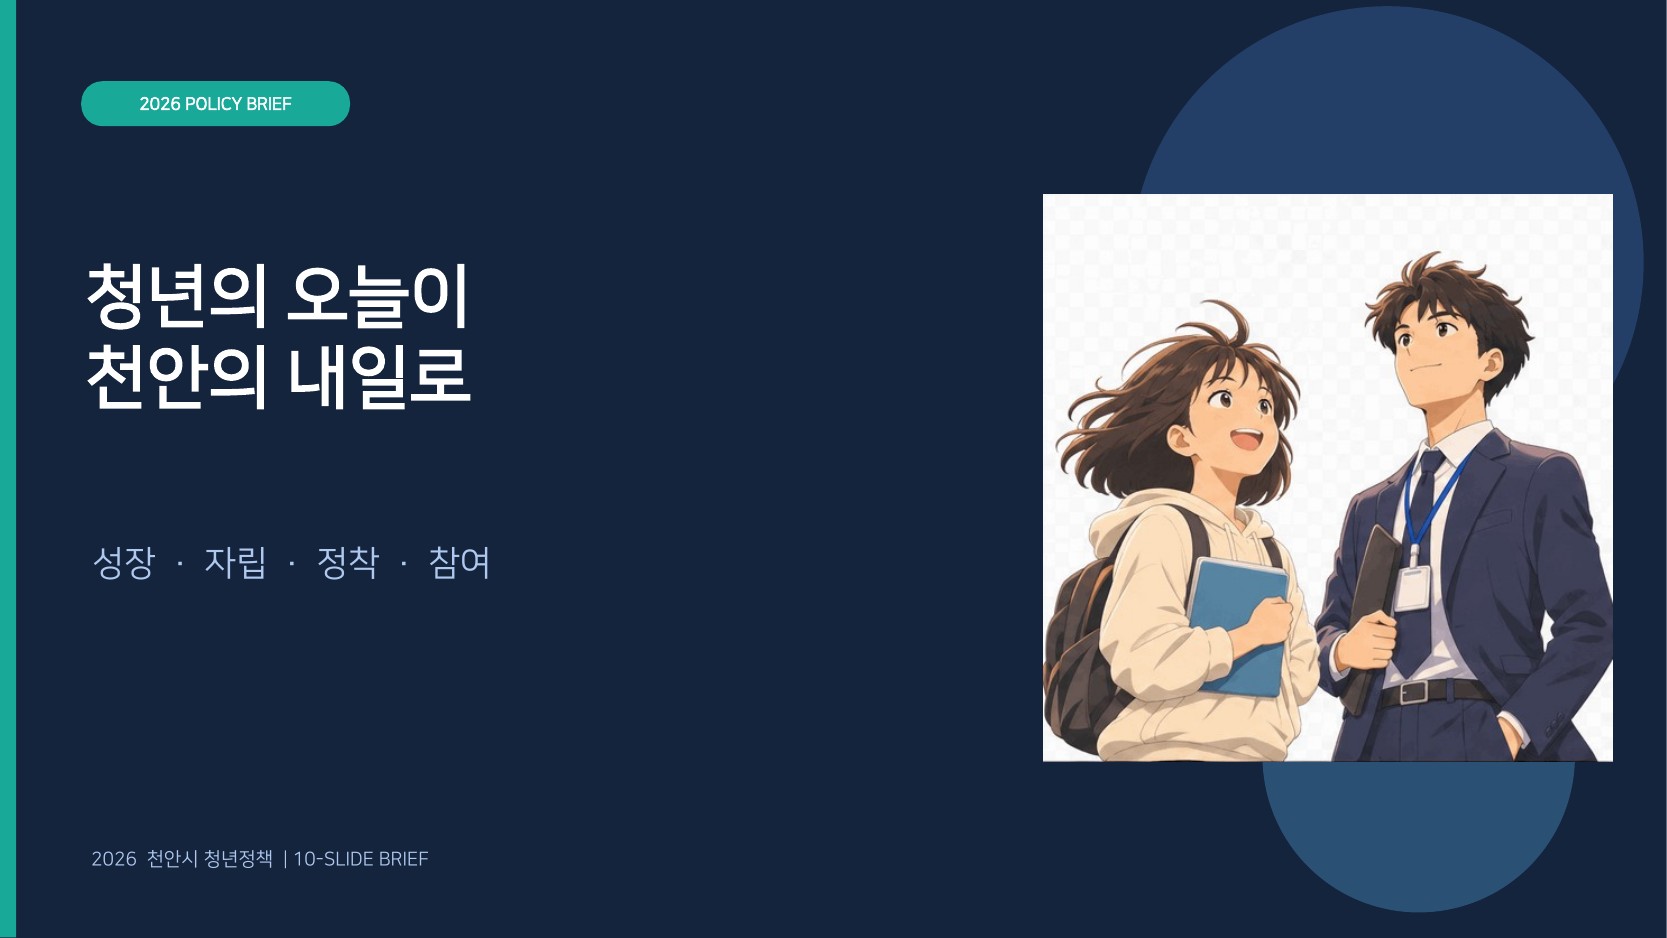 2026 POLICY BRIEF
청년의 오늘이
천안의 내일로
성장 · 자립 · 정착 · 참여
2026 천안시 청년정책 | 10-SLIDE BRIEF